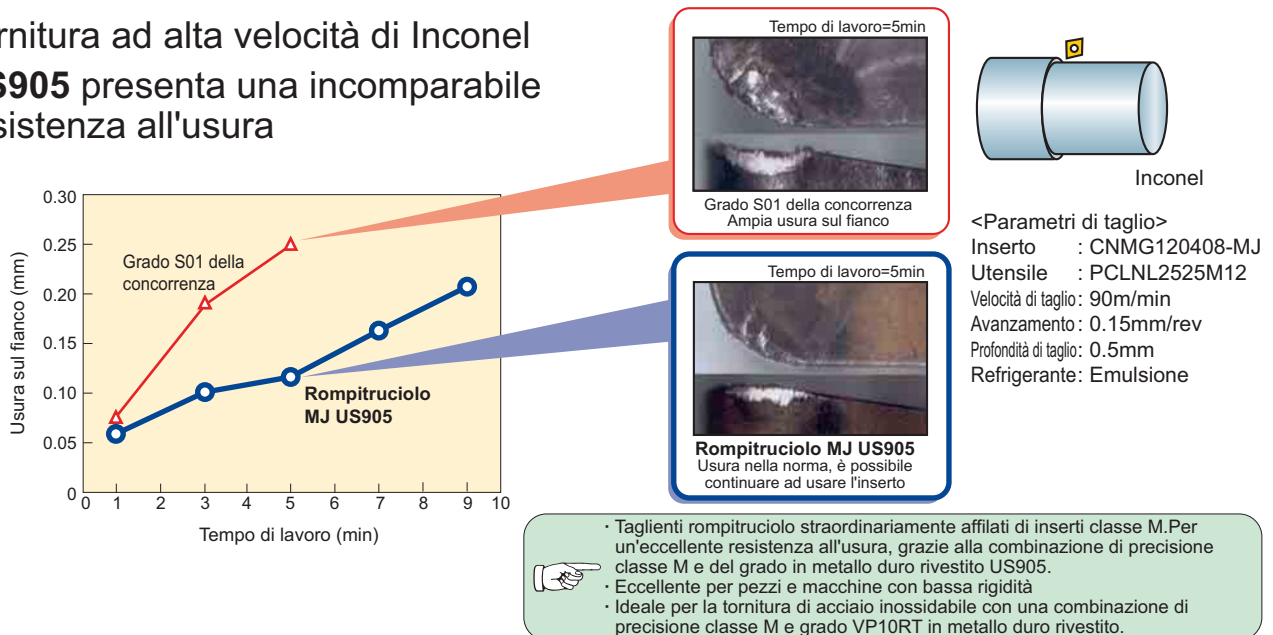 rnitura ad alta velocità di Inconel
S905 presenta una incomparabile
sistenza all'usura
Usura sul fianco (mm)
0.30
0.25
0.20
0.15
0.10
0.05
0
0 1 2 3 4 5 6 7 8 9 10
Tempo di lavoro (min)
Grado S01 della
concorrenza
Rompitruciolo
MJ US905
Tempo di lavoro=5min
Grado S01 della concorrenza
Ampia usura sul fianco
Tempo di lavoro=5min
Rompitruciolo MJ US905
Usura nella norma, è possibile
continuare ad usare l'inserto
Inconel
<Parametri di taglio>
Inserto : CNMG120408-MJ
Utensile : PCLNL2525M12
Velocità di taglio : 90m/min
Avanzamento : 0.15mm/rev
Profondità di taglio : 0.5mm
Refrigerante : Emulsione
· Taglienti rompitruciolo straordinariamente affilati di inserti classe M.Per
un'eccellente resistenza all'usura, grazie alla combinazione di precisione
classe M e del grado in metallo duro rivestito US905.
· Eccellente per pezzi e macchine con bassa rigidità
· Ideale per la tornitura di acciaio inossidabile con una combinazione di
precisione classe M e grado VP10RT in metallo duro rivestito.